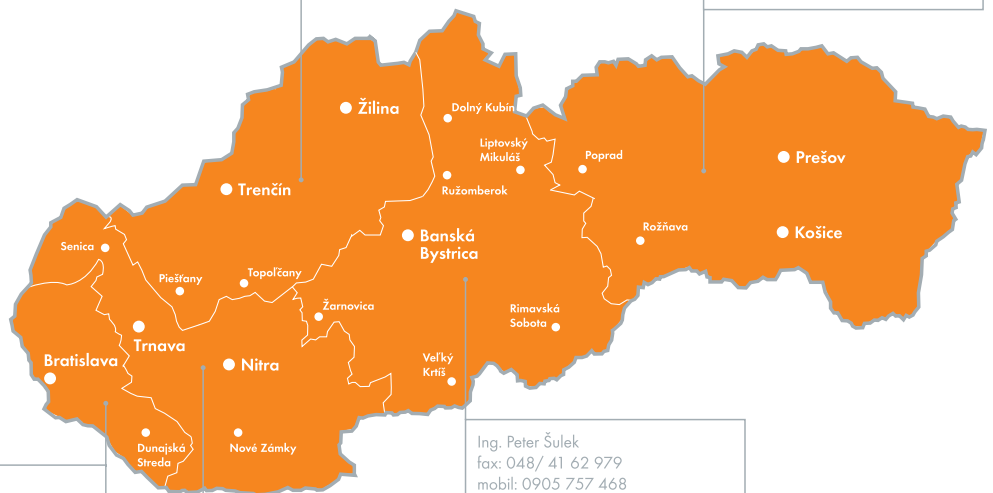 Žilina
Dolný Kubín
Liptovský
Mikuláš
Poprad
Prešov
Trenčín
Ružomberok
Rožňava
Košice
Banská
Bystrica
Senica
Piešťany
Topoľčany
Žarnovica
Rimavská
Sobota
Trnava
Bratislava
Nitra
Veľký
Krtíš
Dunajská
Streda
Nové Zámky
Ing. Peter Šulek
fax: 048/ 41 62 979
mobil: 0905 757 468